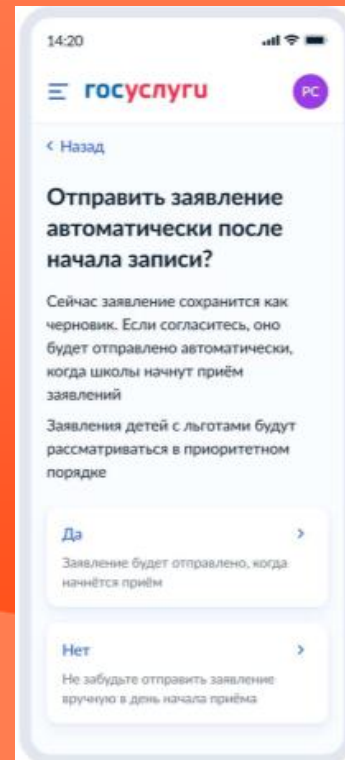 14:20
госуслуги
РС
Назад
Отправить заявление
автоматически после
начала записи?
Сейчас заявление сохранится как
черновик. Если согласитесь, оно
будет отправлено автоматически,
когда школы начнут приём
заявлений
Заявления детей с льготами будут
рассматриваться в приоритетном
порядке
Да
Заявление будет отправлено, когда
начнётся приём
Нет
Не забудьте отправить заявление
вручную в день начала приёма